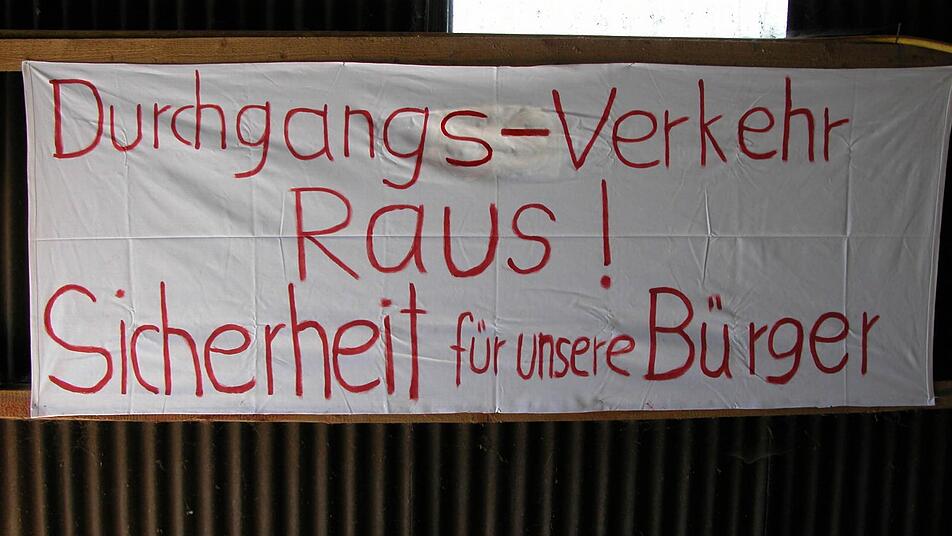 Durchgangs-Verkehr
Raus!
Sicherheit für unsere Bürger